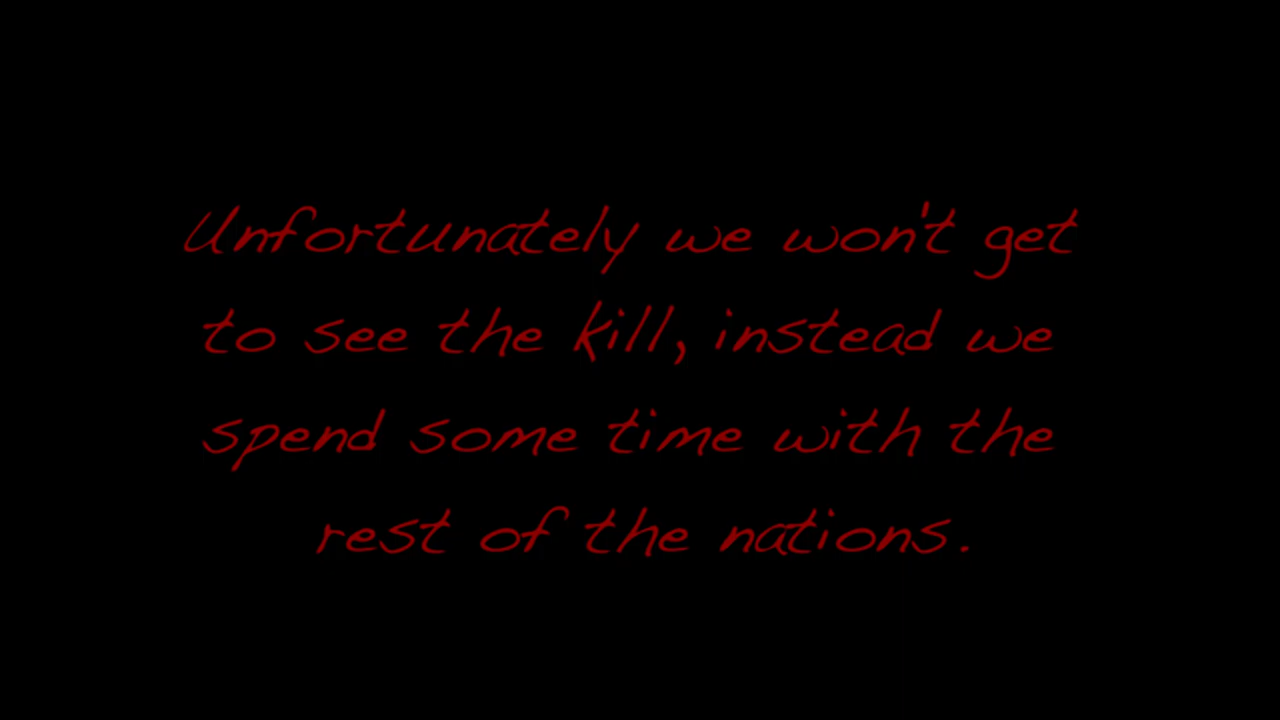 Unfortunately we won't get
to see the kill, instead we
spend some time with the
rest of the nations.